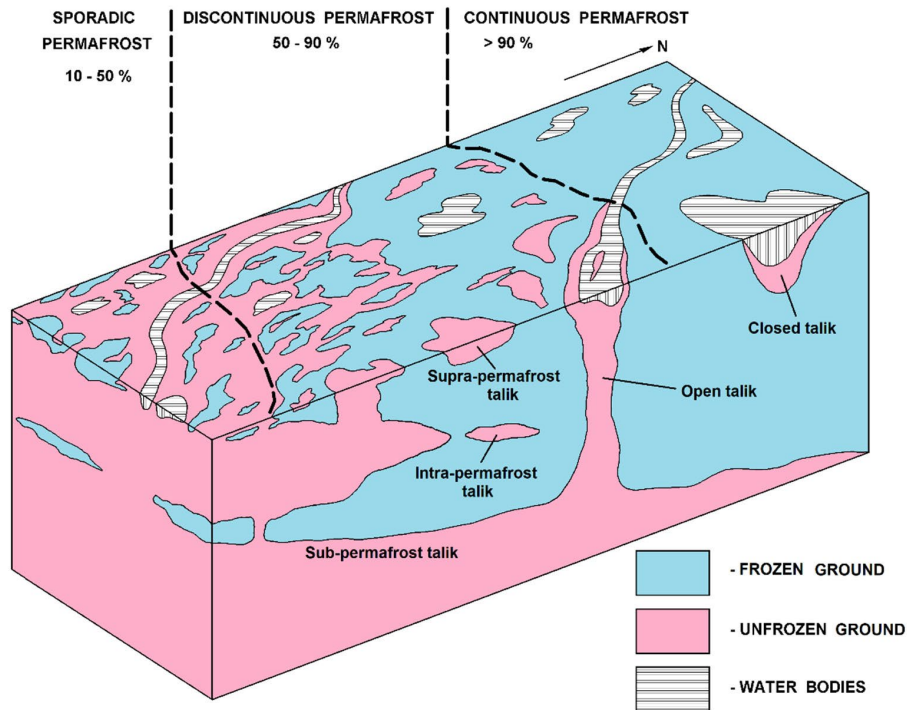 SPORADIC
PERMAFROST
10 - 50 %
DISCONTINUOUS PERMAFROST
50 - 90 %
CONTINUOUS PERMAFROST
> 90 %
N
Closed talik
Supra-permafrost
talik
Open talik
Intra-permafrost
talik
Sub-permafrost talik
- FROZEN GROUND
- UNFROZEN GROUND
- WATER BODIES